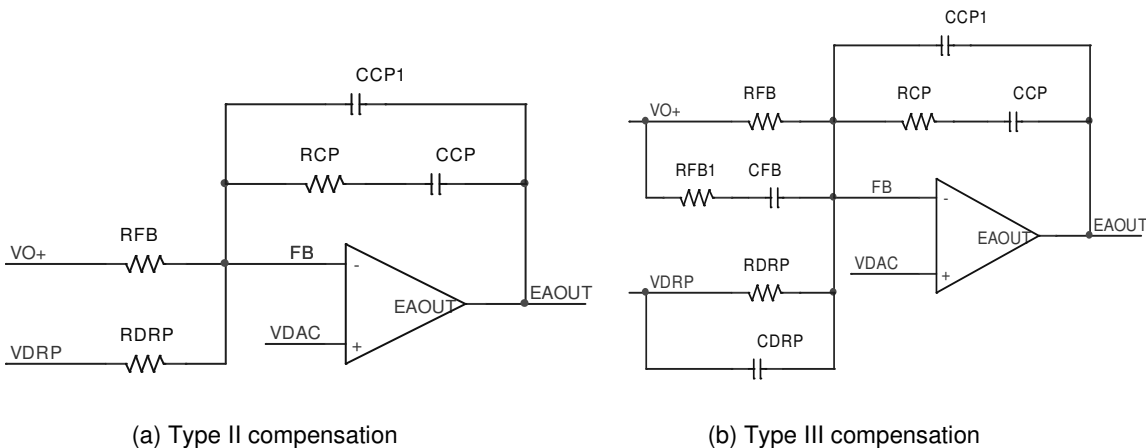 CCP1
RCP
CCP
VO+
RFB
FB
-
EAOUT
EAOUT
VDRP
RDRP
VDAC
+
(a) Type II compensation
CCP1
VO+
RFB
RCP
CCP
RFB1
CFB
FB
-
EAOUT
EAOUT
VDAC
+
VDRP
RDRP
CDRP
(b) Type III compensation